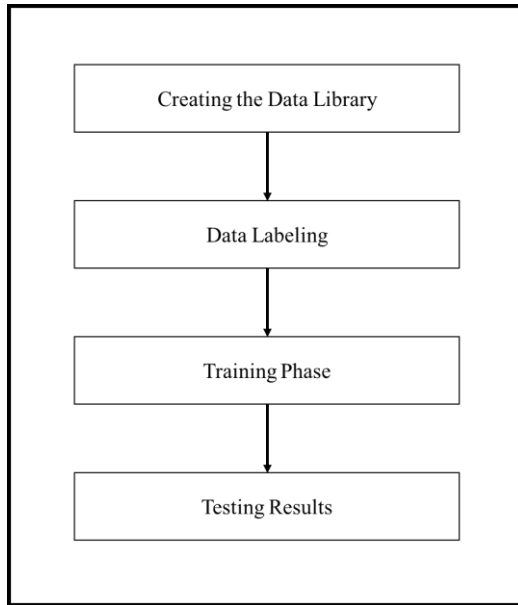 Creating the Data Library
Data Labeling
Training Phase
Testing Results